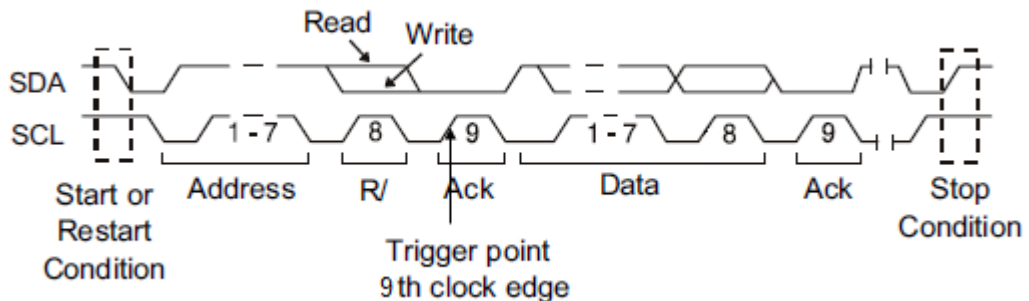 Read
Write
SDA
SCL
1 - 7
8
9
1 - 7
8
9
Address
R/
Ack
Data
Ack
Start or
Restart
Condition
Stop
Condition
Trigger point
9th clock edge